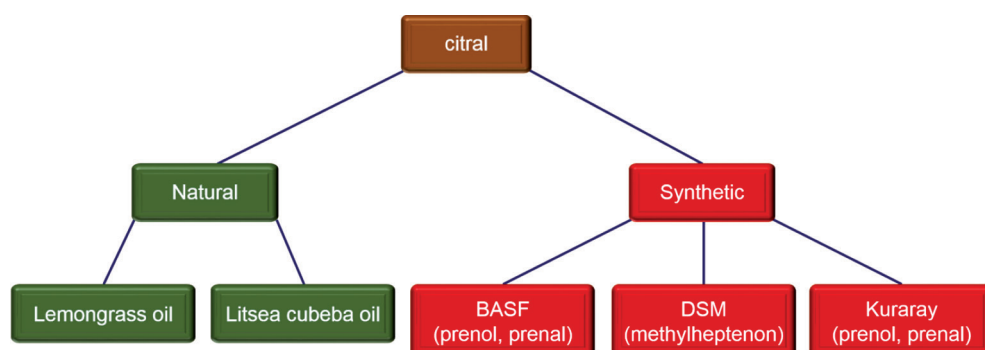 citral
Natural
Synthetic
Lemongrass oil
Litsea cubeba oil
BASF
(prenol, prenal)
DSM
(methylheptenon)
Kuraray
(prenol, prenal)